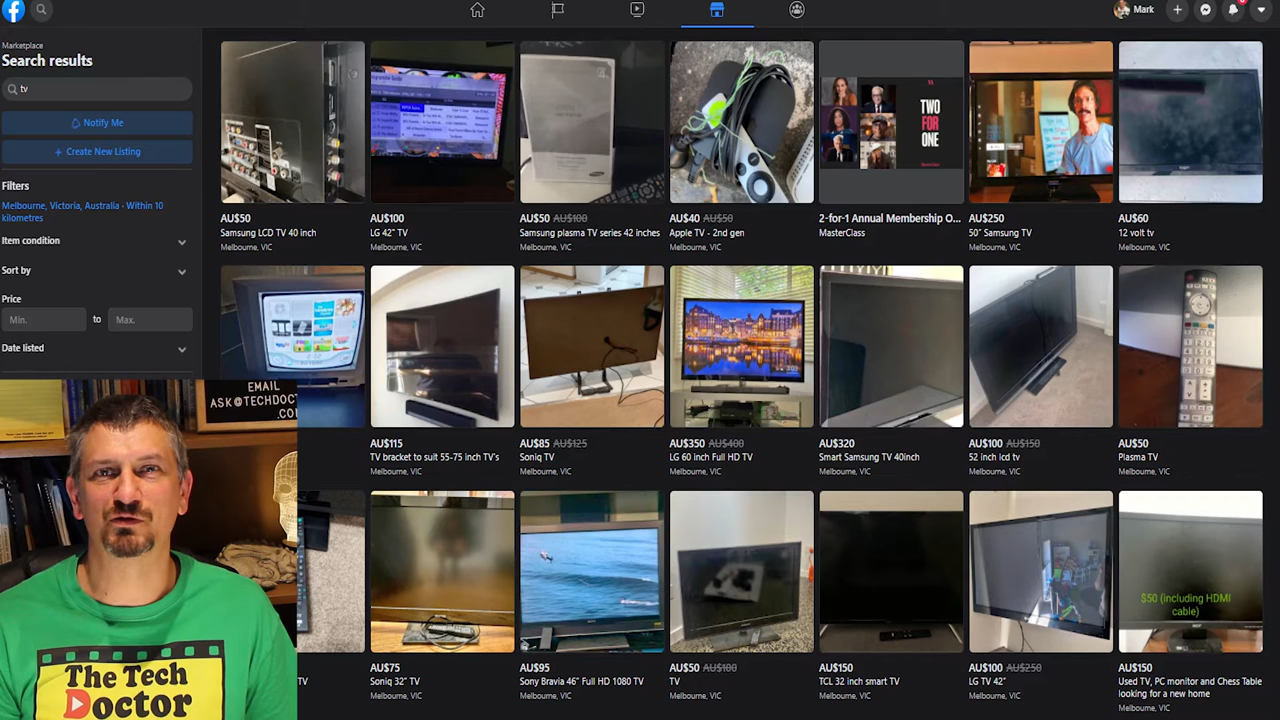 Mark
Marketplace
Search results
tv
Notify Me
+ Create New Listing
Filters
Melbourne, Victoria, Australia · Within 10
kilometres
Item condition
Sort by
Price
Min.
to
Max.
Date listed
AU$50
Samsung LCD TV 40 inch
Melbourne, VIC
AU$100
LG 42" TV
Melbourne, VIC
SAMSUNG
AU$50 AU$100
Samsung plasma TV series 42 inches
Melbourne, VIC
AU$40 AU$50
Apple TV - 2nd gen
Melbourne, VIC
TWO
FOR
ONE
2-for-1 Annual Membership O...
MasterClass
AU$250
50" Samsung TV
Melbourne, VIC
AU$60
12 volt tv
Melbourne, VIC
AU$115
TV bracket to suit 55-75 inch TV's
Melbourne, VIC
AU$85 AU$125
Soniq TV
Melbourne, VIC
AU$350 AU$400
LG 60 inch Full HD TV
Melbourne, VIC
AU$320
Smart Samsung TV 40inch
Melbourne, VIC
AU$100 AU$150
52 inch lcd tv
Melbourne, VIC
AU$50
Plasma TV
Melbourne, VIC
TV
AU$75
Soniq 32" TV
Melbourne, VIC
SONY
AU$95
Sony Bravia 46" Full HD 1080 TV
Melbourne, VIC
AU$50 AU$100
TV
Melbourne, VIC
AU$150
TCL 32 inch smart TV
Melbourne, VIC
AU$100 AU$250
LG TV 42"
Melbourne, VIC
$50 (including HDMI
cable)
acer
AU$150
Used TV, PC monitor and Chess Table
looking for a new home
Melbourne, VIC
EMAIL
ASK@TECHDOCT
.CO
The Tech
Doctor